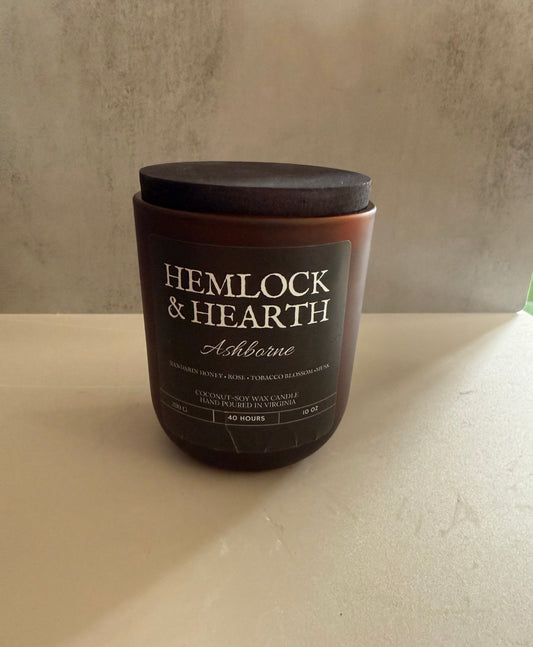 HEMLOCK
& HEARTH
Ashborne
MANDARIN HONEY • ROSE • TOBACCO BLOSSOM • MUSK
COCONUT-SOY WAX CANDLE
HAND POURED IN VIRGINIA
40 HOURS 10 OZ